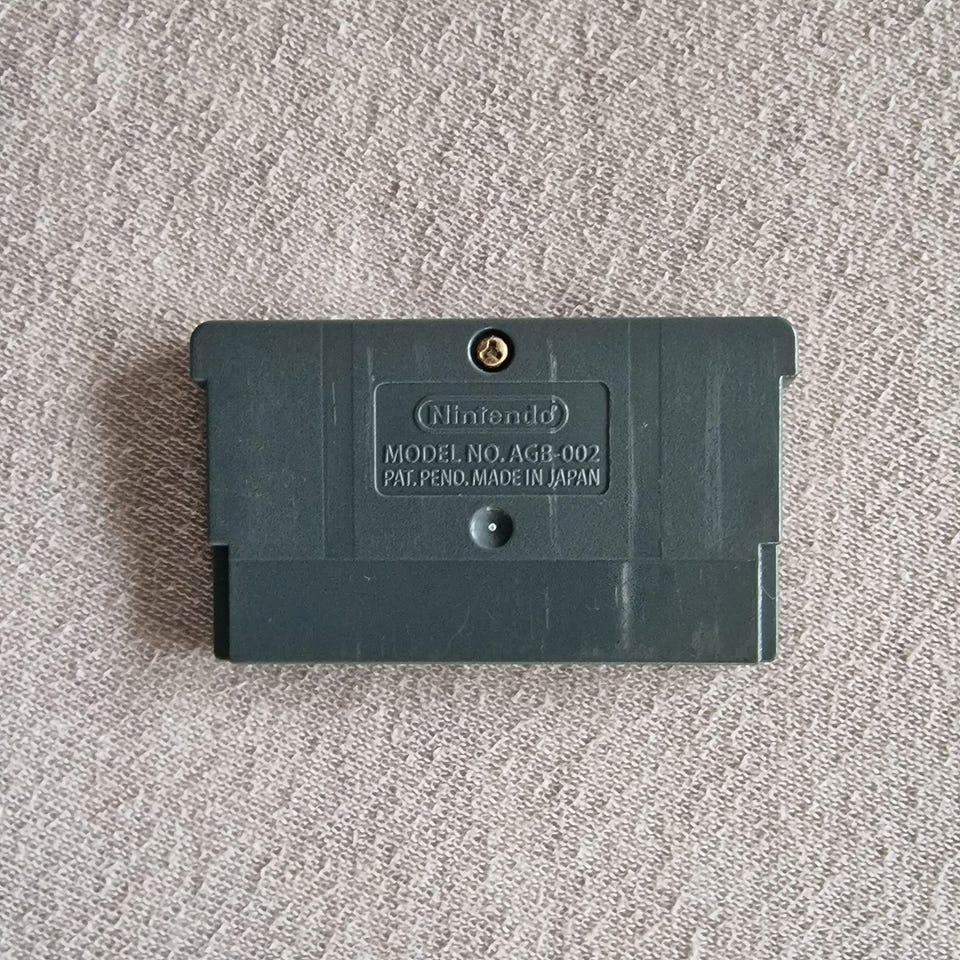 Nintendo
MODEL NO. AGB-002
PAT. PEND. MADE IN JAPAN